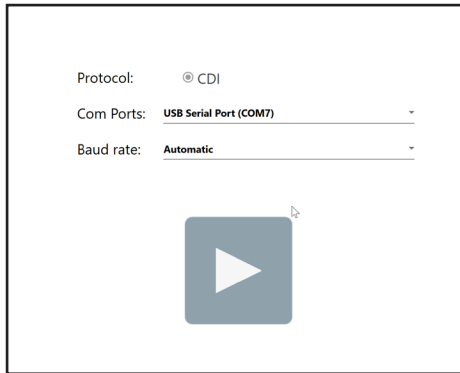 Protocol: CDI
Com Ports: USB Serial Port (COM7)
Baud rate: Automatic